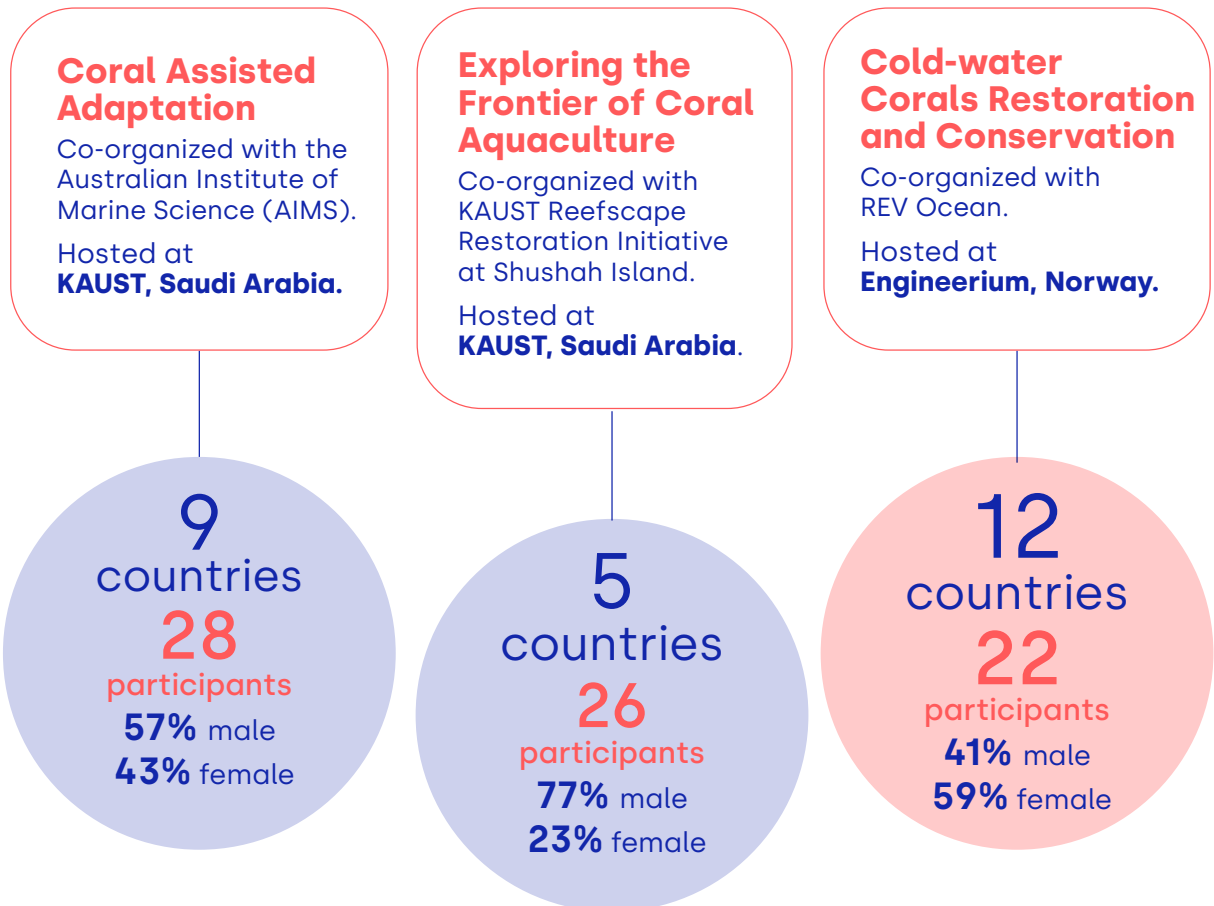 Coral Assisted
Adaptation
Co-organized with the
Australian Institute of
Marine Science (AIMS).
Hosted at
KAUST, Saudi Arabia.
9
countries
28
participants
57% male
43% female
Exploring the
Frontier of Coral
Aquaculture
Co-organized with
KAUST Reefscape
Restoration Initiative
at Shushah Island.
Hosted at
KAUST, Saudi Arabia.
5
countries
26
participants
77% male
23% female
Cold-water
Corals Restoration
and Conservation
Co-organized with
REV Ocean.
Hosted at
Engineerium, Norway.
12
countries
22
participants
41% male
59% female